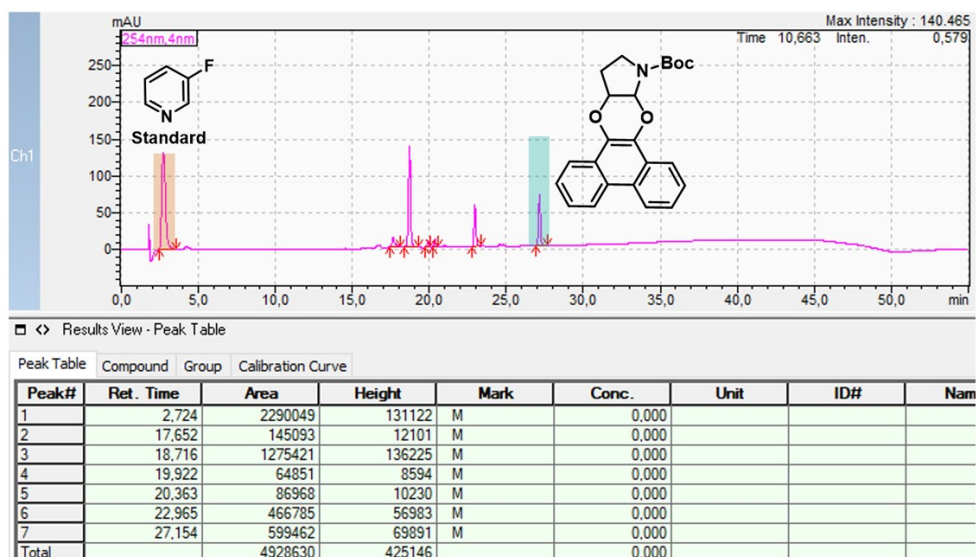 mAU
Max Intensity : 140.465
254nm,4nm
Time 10,663 Inten. 0,579
250
200
150
100
50
0
Ch1
F
N
Standard
N Boc
O O
0,0 5,0 10,0 15,0 20,0 25,0 30,0 35,0 40,0 45,0 50,0 min
Results View - Peak Table
Peak Table Compound Group Calibration Curve
Peak# Ret. Time Area Height Mark Conc. Unit ID# Nam
1 2,724 2290049 131122 M 0,000
2 17,652 145093 12101 M 0,000
3 18,716 1275421 136225 M 0,000
4 19,922 64851 8594 M 0,000
5 20,363 86968 10230 M 0,000
6 22,965 466785 56983 M 0,000
7 27,154 599462 69891 M 0,000
Total 4928630 425146 0,000